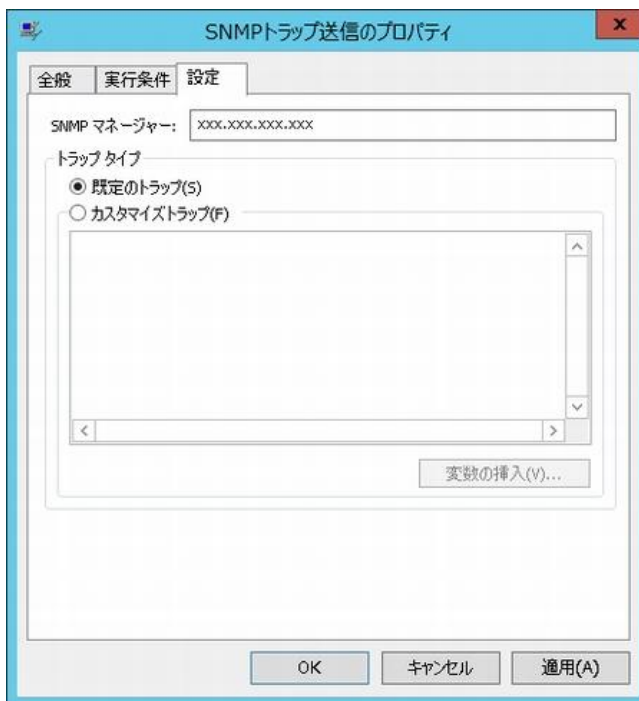 SNMPトラップ送信のプロパティ
x
全般 実行条件 設定
SNMP マネージャー: xxx.xxx.xxx.xxx
トラップ タイプ
既定のトラップ(S)
カスタマイズトラップ(F)
変数の挿入(V)...
OK キャンセル 適用(A)